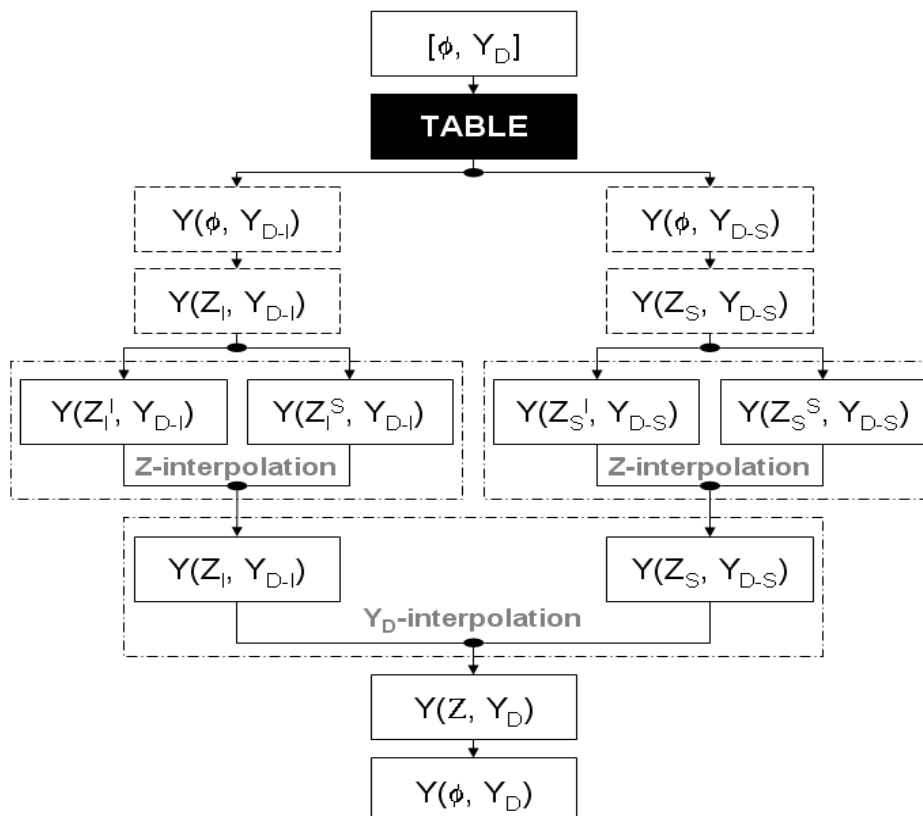 [ϕ, Y_D]
TABLE
Y(ϕ, Y_D-I) Y(ϕ, Y_D-S)
Y(Z_I, Y_D-I) Y(Z_S, Y_D-S)
Y(Z_I^I, Y_D-I) Y(Z_I^S, Y_D-I) Y(Z_S^I, Y_D-S) Y(Z_S^S, Y_D-S)
Z-interpolation Z-interpolation
Y(Z_I, Y_D-I) Y(Z_S, Y_D-S)
Y_D-interpolation
Y(Z, Y_D)
Y(ϕ, Y_D)